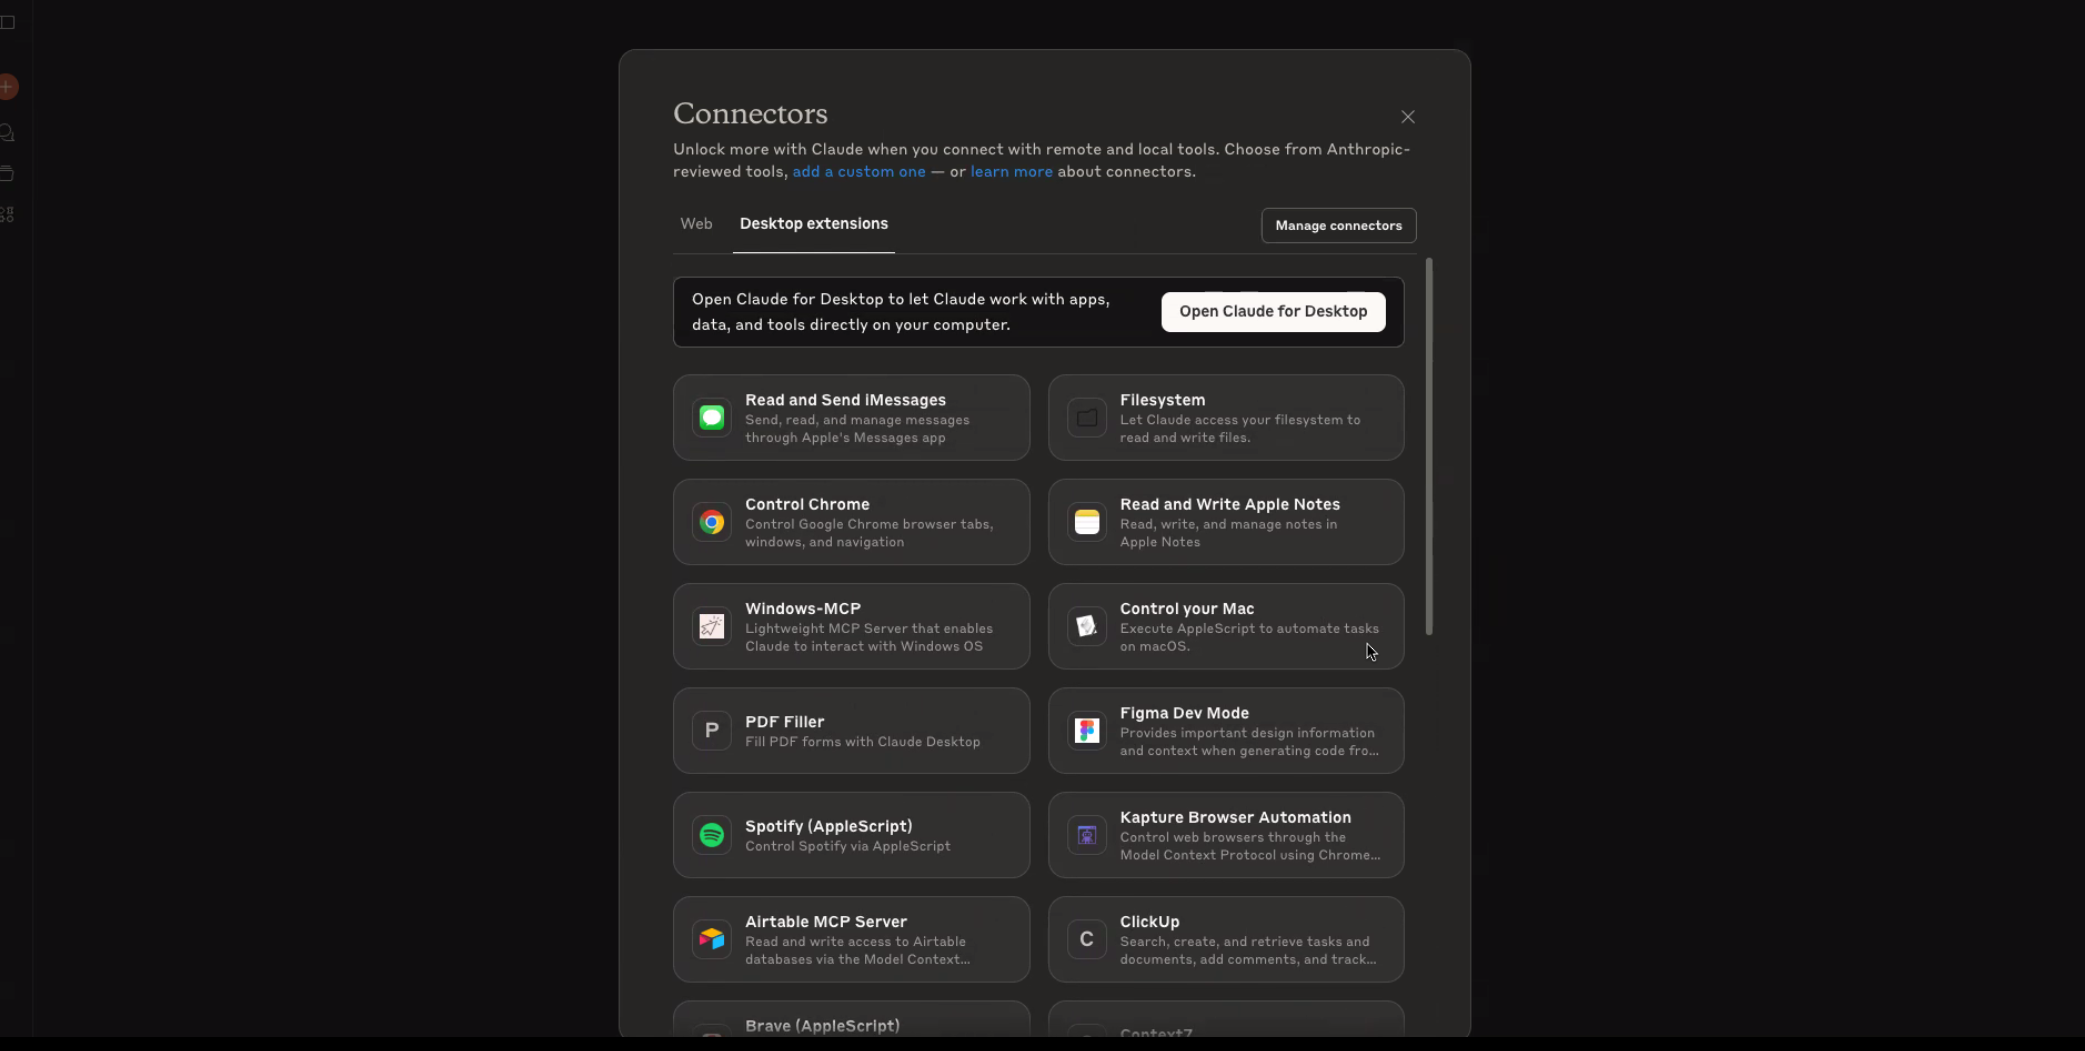 Connectors
Unlock more with Claude when you connect with remote and local tools. Choose from Anthropic-
reviewed tools, add a custom one — or learn more about connectors.
Web
Desktop extensions
Manage connectors
Open Claude for Desktop to let Claude work with apps,
data, and tools directly on your computer.
Open Claude for Desktop
Read and Send iMessages
Send, read, and manage messages
through Apple's Messages app
Filesystem
Let Claude access your filesystem to
read and write files.
Control Chrome
Control Google Chrome browser tabs,
windows, and navigation
Read and Write Apple Notes
Read, write, and manage notes in
Apple Notes
Windows-MCP
Lightweight MCP Server that enables
Claude to interact with Windows OS
Control your Mac
Execute AppleScript to automate tasks
on macOS.
P
PDF Filler
Fill PDF forms with Claude Desktop
Figma Dev Mode
Provides important design information
and context when generating code fro...
Spotify (AppleScript)
Control Spotify via AppleScript
Kapture Browser Automation
Control web browsers through the
Model Context Protocol using Chrome...
Airtable MCP Server
Read and write access to Airtable
databases via the Model Context...
C
ClickUp
Search, create, and retrieve tasks and
documents, add comments, and track...
Brave (AppleScript)